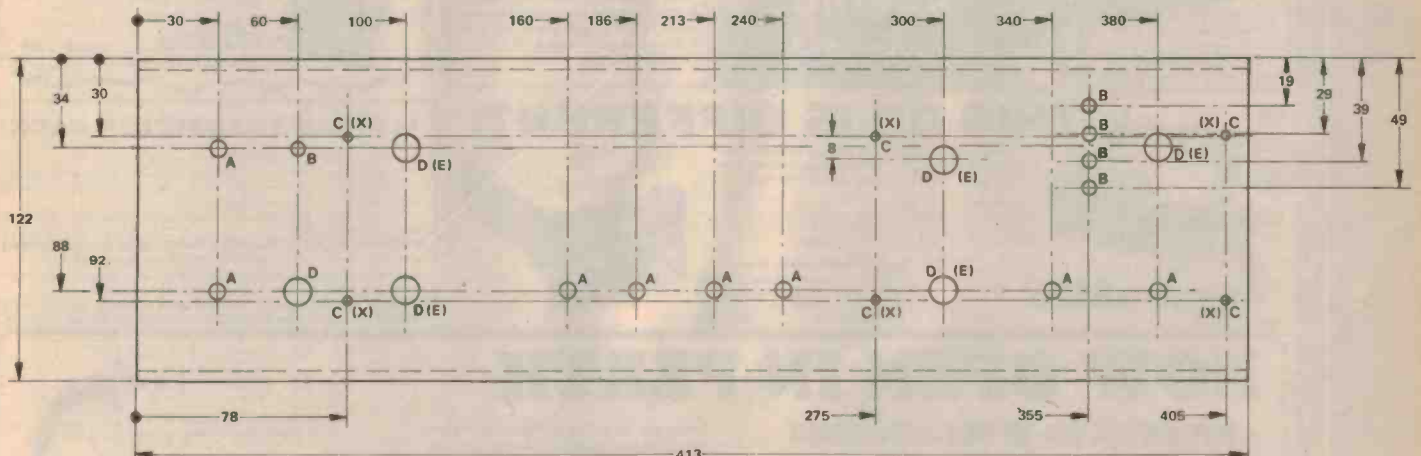 30 60 100 160 186 213 240 300 340 380
34 30 19 29 39 49
B
C (X) (X) B (X) C
A B D (E) 8 C D (E) B D (E)
B
122
88 92
A D D (E) A A A A D (E) A A
C (X) C (X) (X) C
78 275 355 405
413